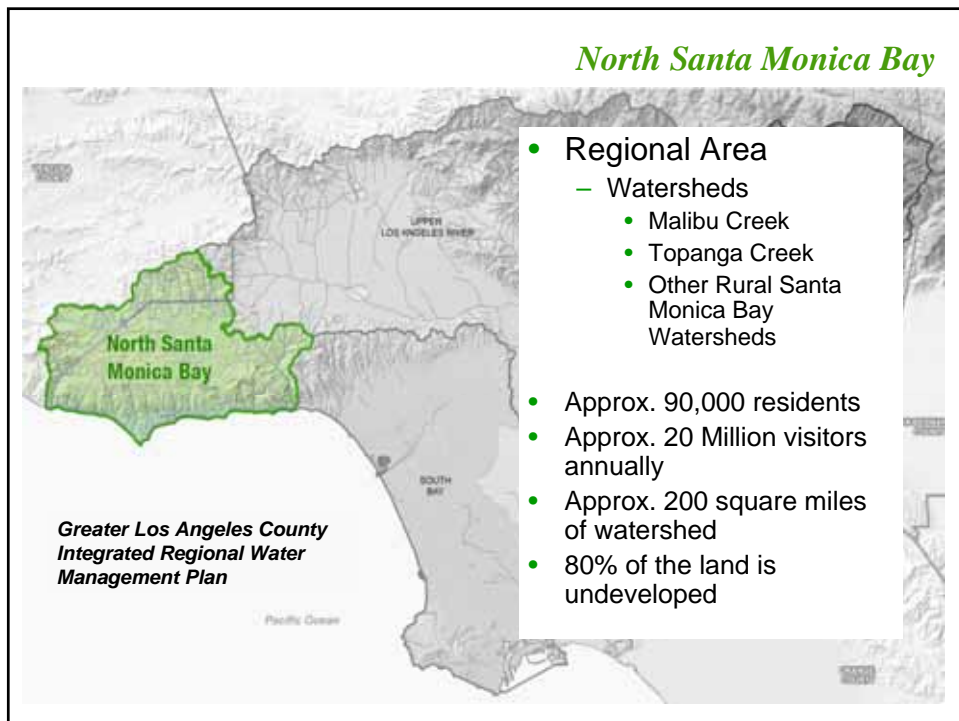 North Santa Monica Bay
• Regional Area
– Watersheds
• Malibu Creek
• Topanga Creek
• Other Rural Santa
Monica Bay
Watersheds
• Approx. 90,000 residents
• Approx. 20 Million visitors
annually
• Approx. 200 square miles
of watershed
• 80% of the land is
undeveloped
UPPER
LOS ANGELES RIVER
North Santa
Monica Bay
SOUTH
BAY
Greater Los Angeles County
Integrated Regional Water
Management Plan
Pacific Ocean